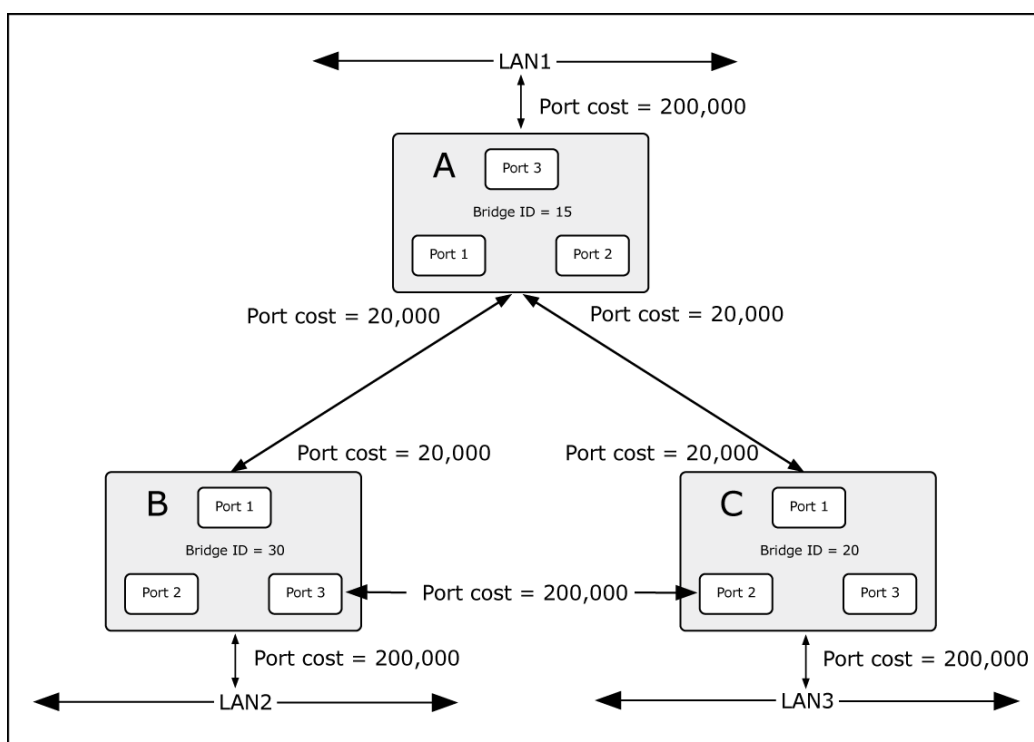 LAN1
Port cost = 200,000
A
Port 3
Bridge ID = 15
Port 1
Port 2
Port cost = 20,000
Port cost = 20,000
Port cost = 20,000
Port cost = 20,000
B
Port 1
C
Port 1
Bridge ID = 30
Bridge ID = 20
Port 2
Port 3
Port cost = 200,000
Port 2
Port 3
Port cost = 200,000
Port cost = 200,000
LAN2
LAN3